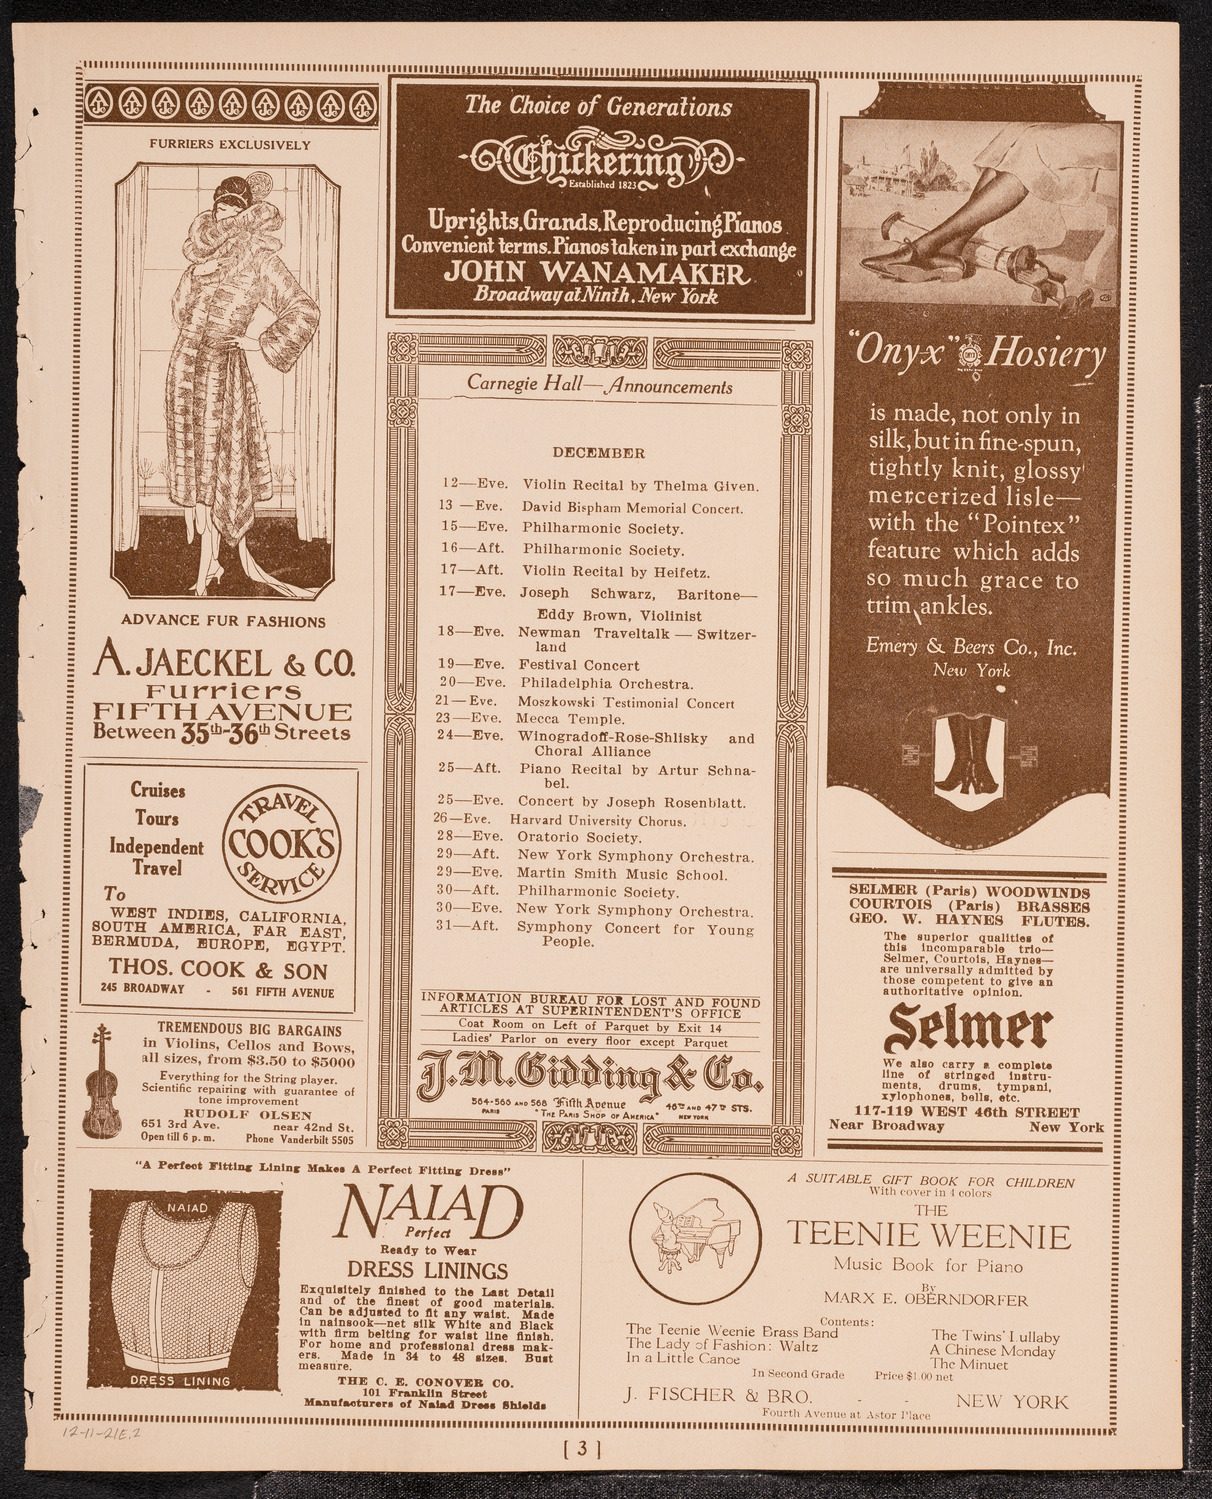 FURRIERS EXCLUSIVELY
ADVANCE FUR FASHIONS
A. JAECKEL & CO.
Furriers
FIFTH AVENUE
Between 35th-36th Streets
Cruises
Tours
Independent
Travel
To
TRAVEL
COOK'S
SERVICE
WEST INDIES, CALIFORNIA,
SOUTH AMERICA, FAR EAST,
BERMUDA, EUROPE, EGYPT.
THOS. COOK & SON
245 BROADWAY - 561 FIFTH AVENUE
TREMENDOUS BIG BARGAINS
in Violins, Cellos and Bows,
all sizes, from $3.50 to $5000
Everything for the String player.
Scientific repairing with guarantee of
tone improvement
RUDOLF OLSEN
651 3rd Ave. near 42nd St.
Open till 6 p. m. Phone Vanderbilt 5505
The Choice of Generations
Chickering
Established 1823
Uprights, Grands, Reproducing Pianos
Convenient terms. Pianos taken in part exchange
JOHN WANAMAKER
Broadway at Ninth, New York
Carnegie Hall—Announcements
DECEMBER
12—Eve. Violin Recital by Thelma Given.
13 —Eve. David Bispham Memorial Concert.
15—Eve. Philharmonic Society.
16—Aft. Philharmonic Society.
17—Aft. Violin Recital by Heifetz.
17—Eve. Joseph Schwarz, Baritone—
Eddy Brown, Violinist
18—Eve. Newman Traveltalk — Switzer-
land
19—Eve. Festival Concert
20—Eve. Philadelphia Orchestra.
21—Eve. Moszkowski Testimonial Concert
23—Eve. Mecca Temple.
24—Eve. Winogradoff-Rose-Shlisky and
Choral Alliance
25—Aft. Piano Recital by Artur Schna-
bel.
25—Eve. Concert by Joseph Rosenblatt.
26—Eve. Harvard University Chorus.
28—Eve. Oratorio Society.
29—Aft. New York Symphony Orchestra.
29—Eve. Martin Smith Music School.
30—Aft. Philharmonic Society.
30—Eve. New York Symphony Orchestra.
31—Aft. Symphony Concert for Young
People.
INFORMATION BUREAU FOR LOST AND FOUND
ARTICLES AT SUPERINTENDENT'S OFFICE
Coat Room on Left of Parquet by Exit 14
Ladies' Parlor on every floor except Parquet
J. M. Gidding & Co.
564-566 AND 568 Fifth Avenue 46TH AND 47TH STS.
PARIS "THE PARIS SHOP OF AMERICA" NEW YORK
"Onyx" Hosiery
is made, not only in
silk, but in fine-spun,
tightly knit, glossy
mercerized lisle—
with the "Pointex"
feature which adds
so much grace to
trim ankles.
Emery & Beers Co., Inc.
New York
SELMER (Paris) WOODWINDS
COURTOIS (Paris) BRASSES
GEO. W. HAYNES FLUTES.
The superior qualities of
this incomparable trio—
Selmer, Courtois, Haynes—
are universally admitted by
those competent to give an
authoritative opinion.
Selmer
We also carry a complete
line of stringed instru-
ments, drums, tympani,
xylophones, bells, etc.
117-119 WEST 46th STREET
Near Broadway New York
"A Perfect Fitting Lining Makes A Perfect Fitting Dress"
NAIAD
DRESS LINING
NAIAD
Perfect
Ready to Wear
DRESS LININGS
Exquisitely finished to the Last Detail
and of the finest of good materials.
Can be adjusted to fit any waist. Made
in nainsook—net silk White and Black
with firm belting for waist line finish.
For home and professional dress mak-
ers. Made in 34 to 48 sizes. Bust
measure.
THE C. E. CONOVER CO.
101 Franklin Street
Manufacturers of Naiad Dress Shields
A SUITABLE GIFT BOOK FOR CHILDREN
With cover in 4 colors
THE
TEENIE WEENIE
Music Book for Piano
By
MARX E. OBERNDORFER
Contents:
The Teenie Weenie Brass Band
The Lady of Fashion: Waltz
In a Little Canoe
The Twins' Lullaby
A Chinese Monday
The Minuet
In Second Grade Price $1.00 net
J. FISCHER & BRO. - - NEW YORK
Fourth Avenue at Astor Place
12-11-21E.2
[ 3 ]